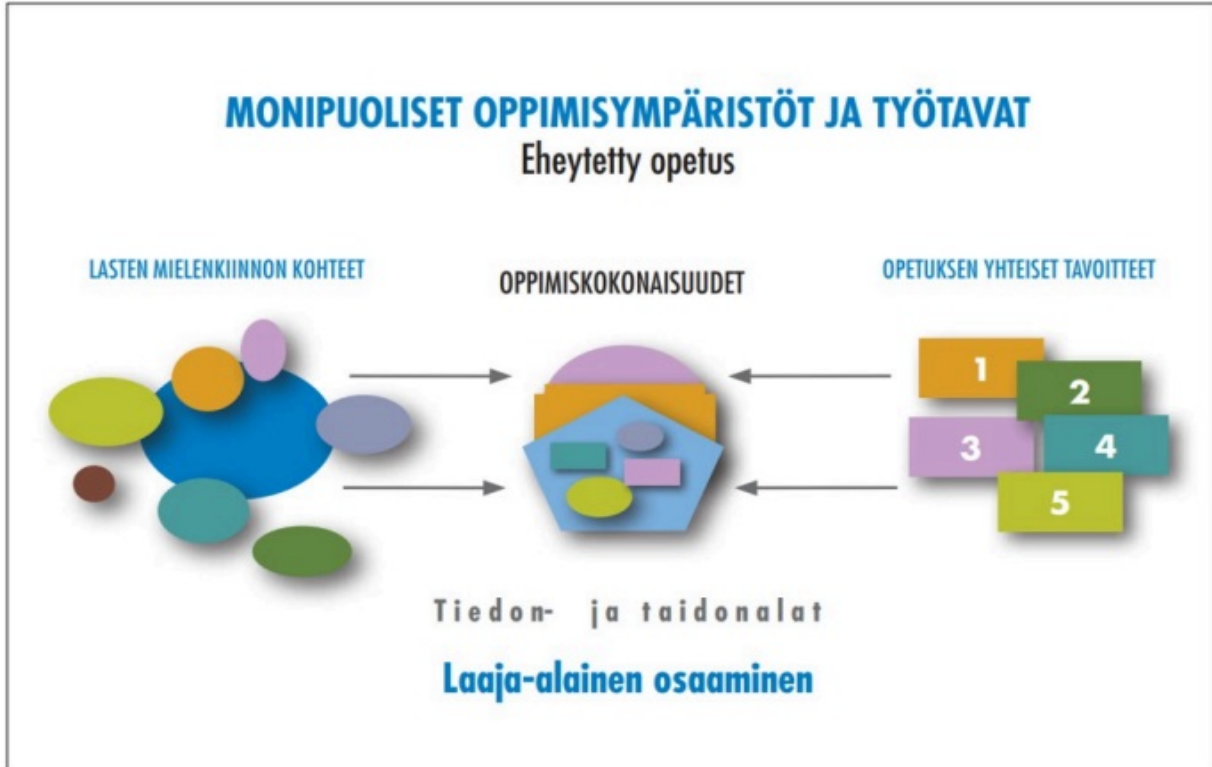 MONIPUOLISET OPPIMISYMPÄRISTÖT JA TYÖTAVAT
Eheytetty opetus
LASTEN MIELENKIINNON KOHTEET
OPPIMISKOKONAISUUDET
OPETUKSEN YHTEISET TAVOITTEET
1
2
3
4
5
Tiedon- ja taidonalat
Laaja-alainen osaaminen